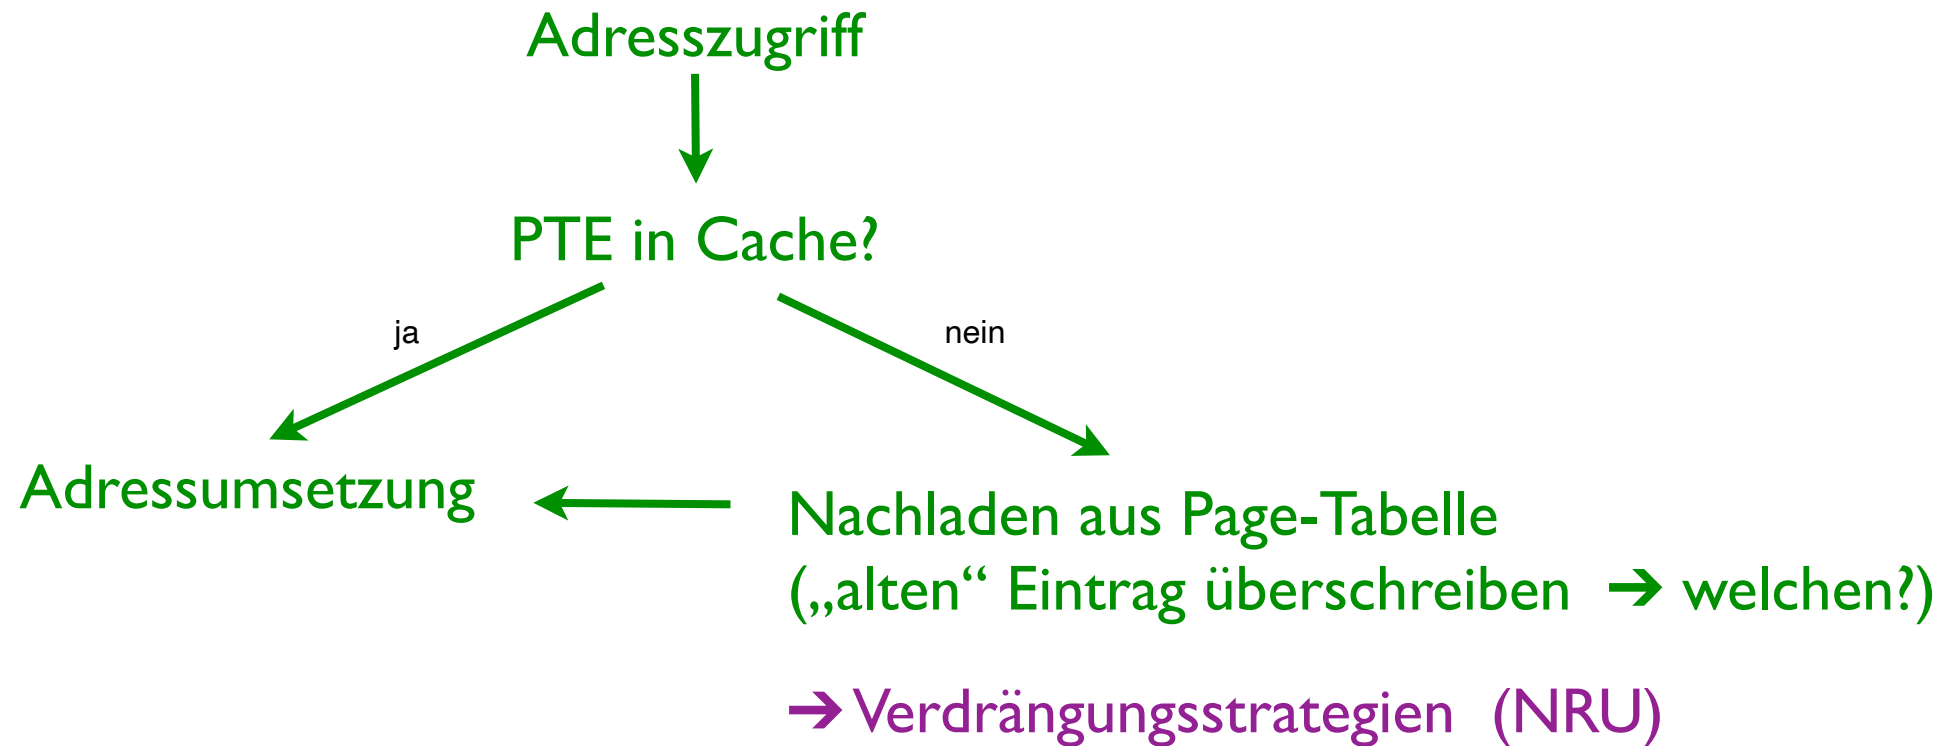 Adresszugriff
PTE in Cache?
ja
nein
Adressumsetzung
Nachladen aus Page-Tabelle
(„alten“ Eintrag überschreiben ➔ welchen?)
➔ Verdrängungsstrategien (NRU)